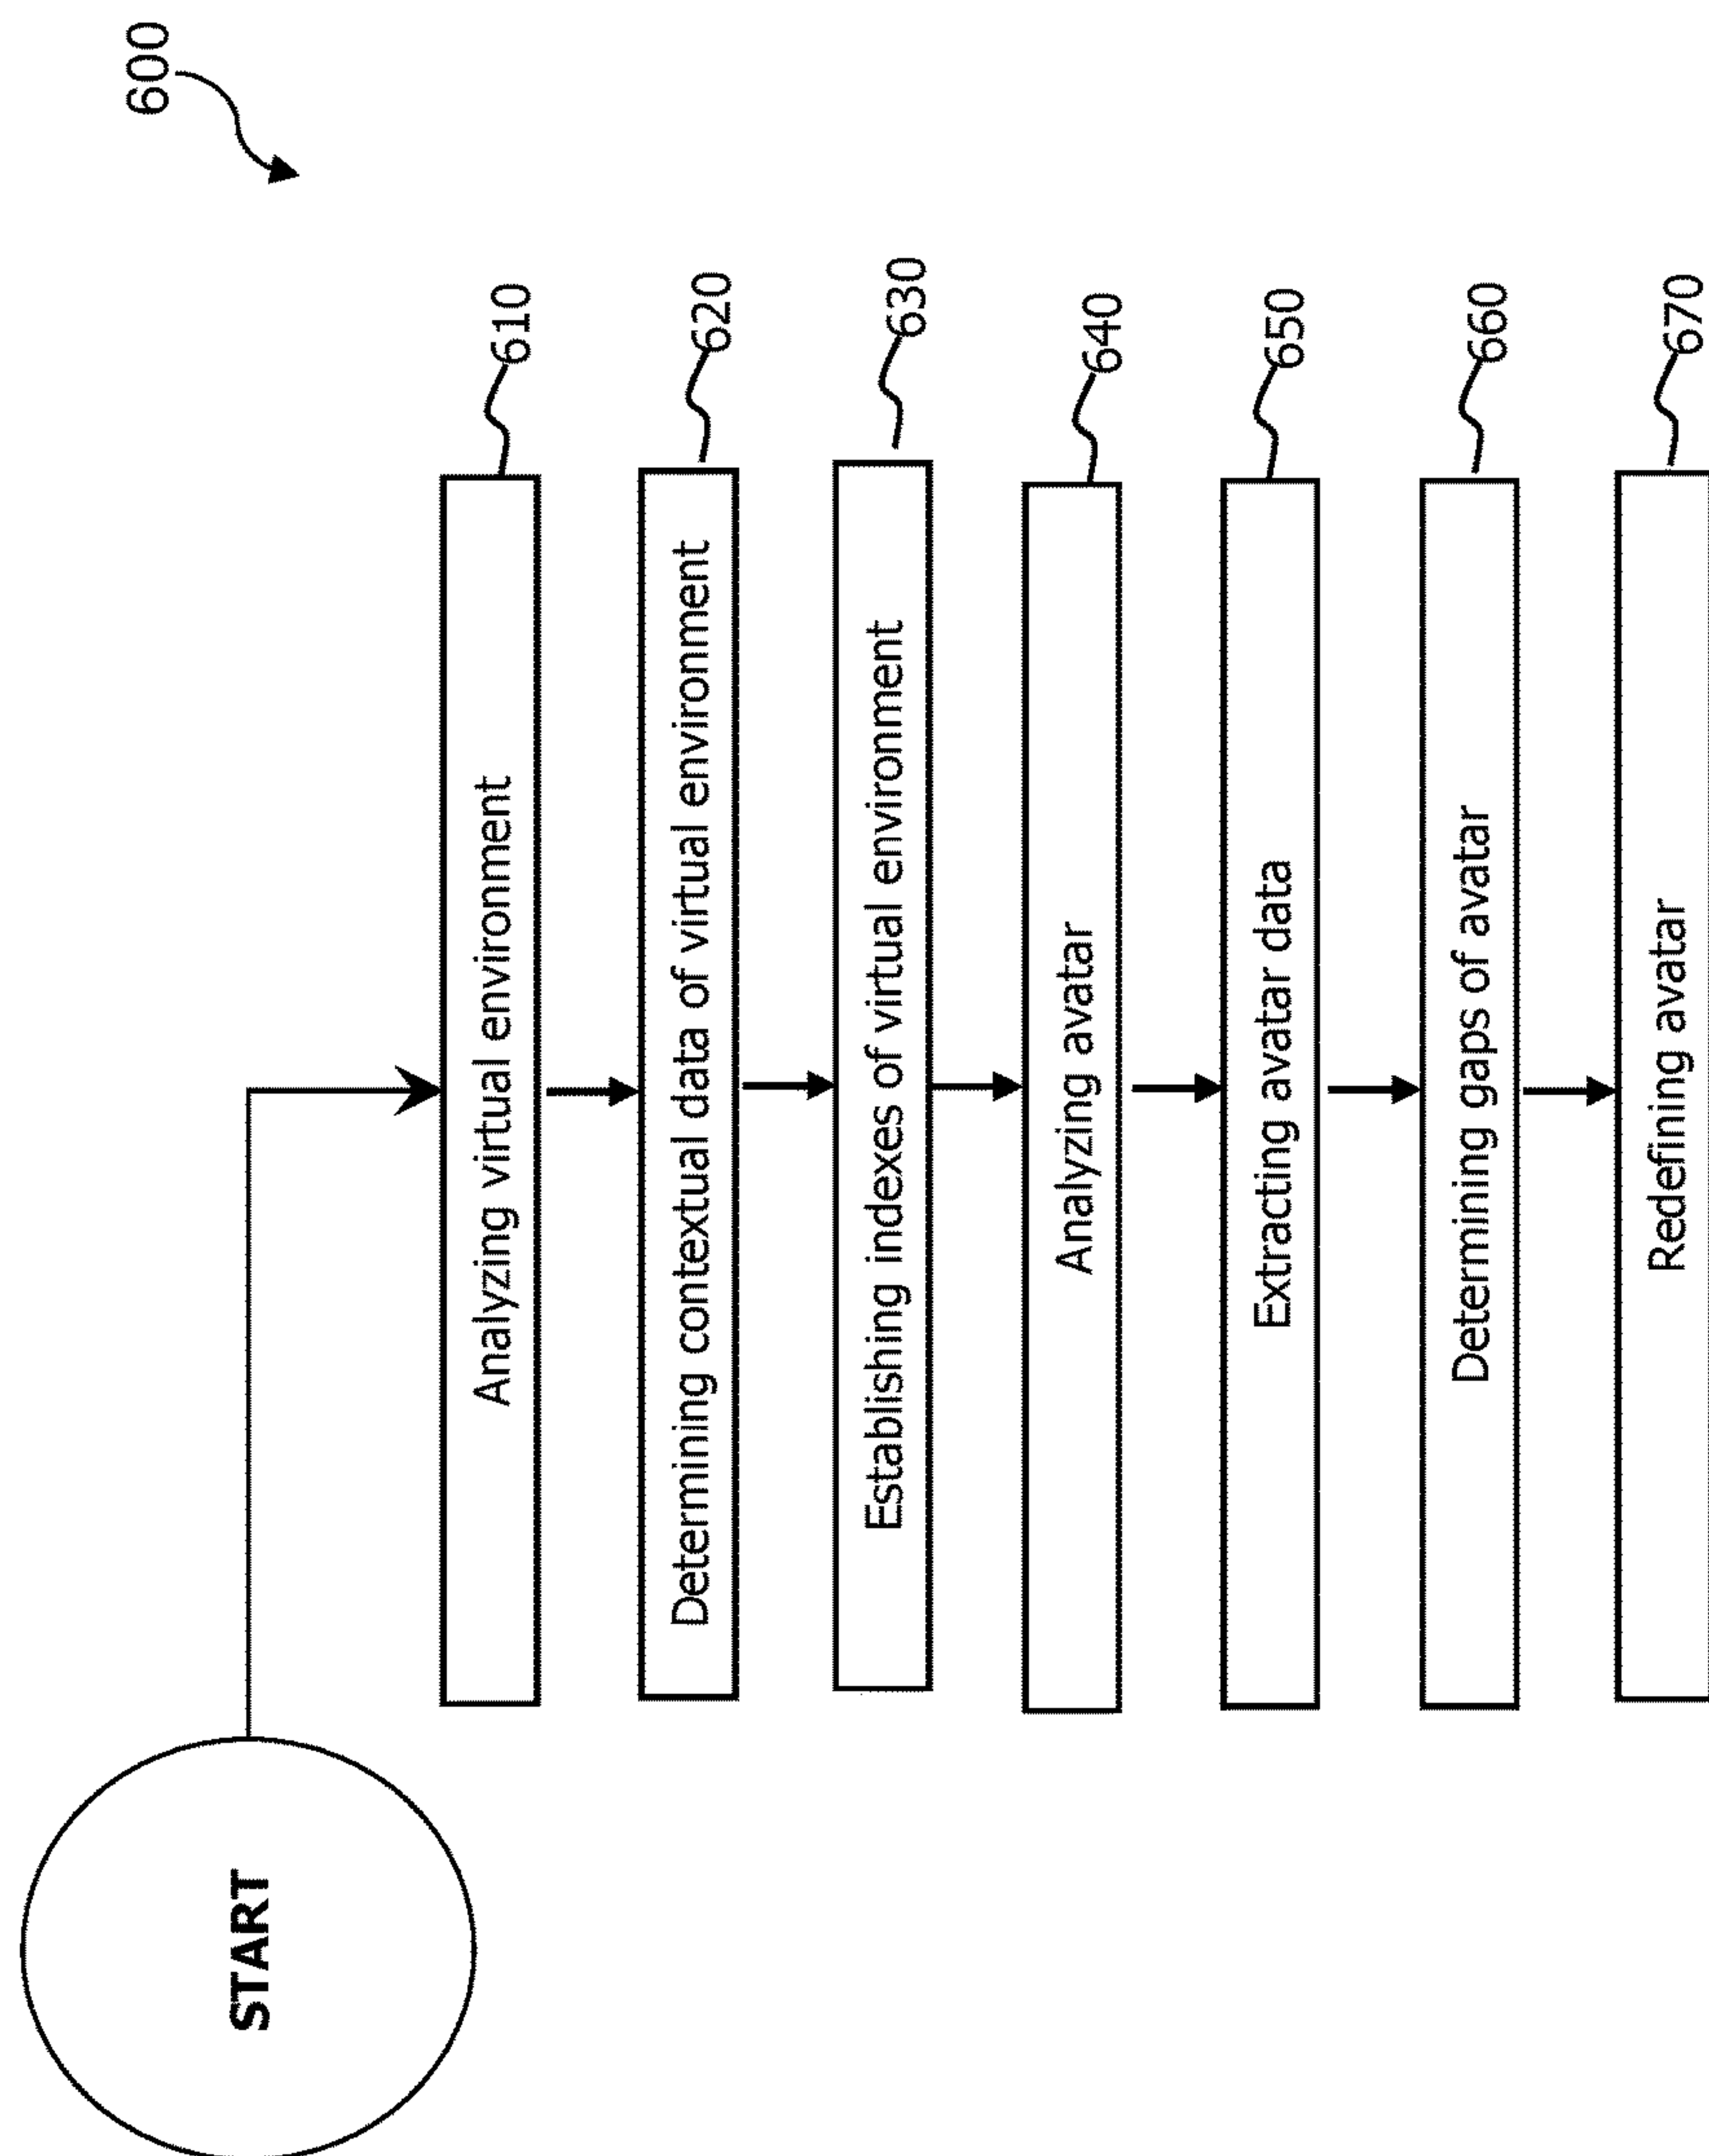 600
START
Analyzing virtual environment
610
Determining contextual data of virtual environment
620
Establishing indexes of virtual environment
630
Analyzing avatar
640
Extracting avatar data
650
Determining gaps of avatar
660
Redefining avatar
670